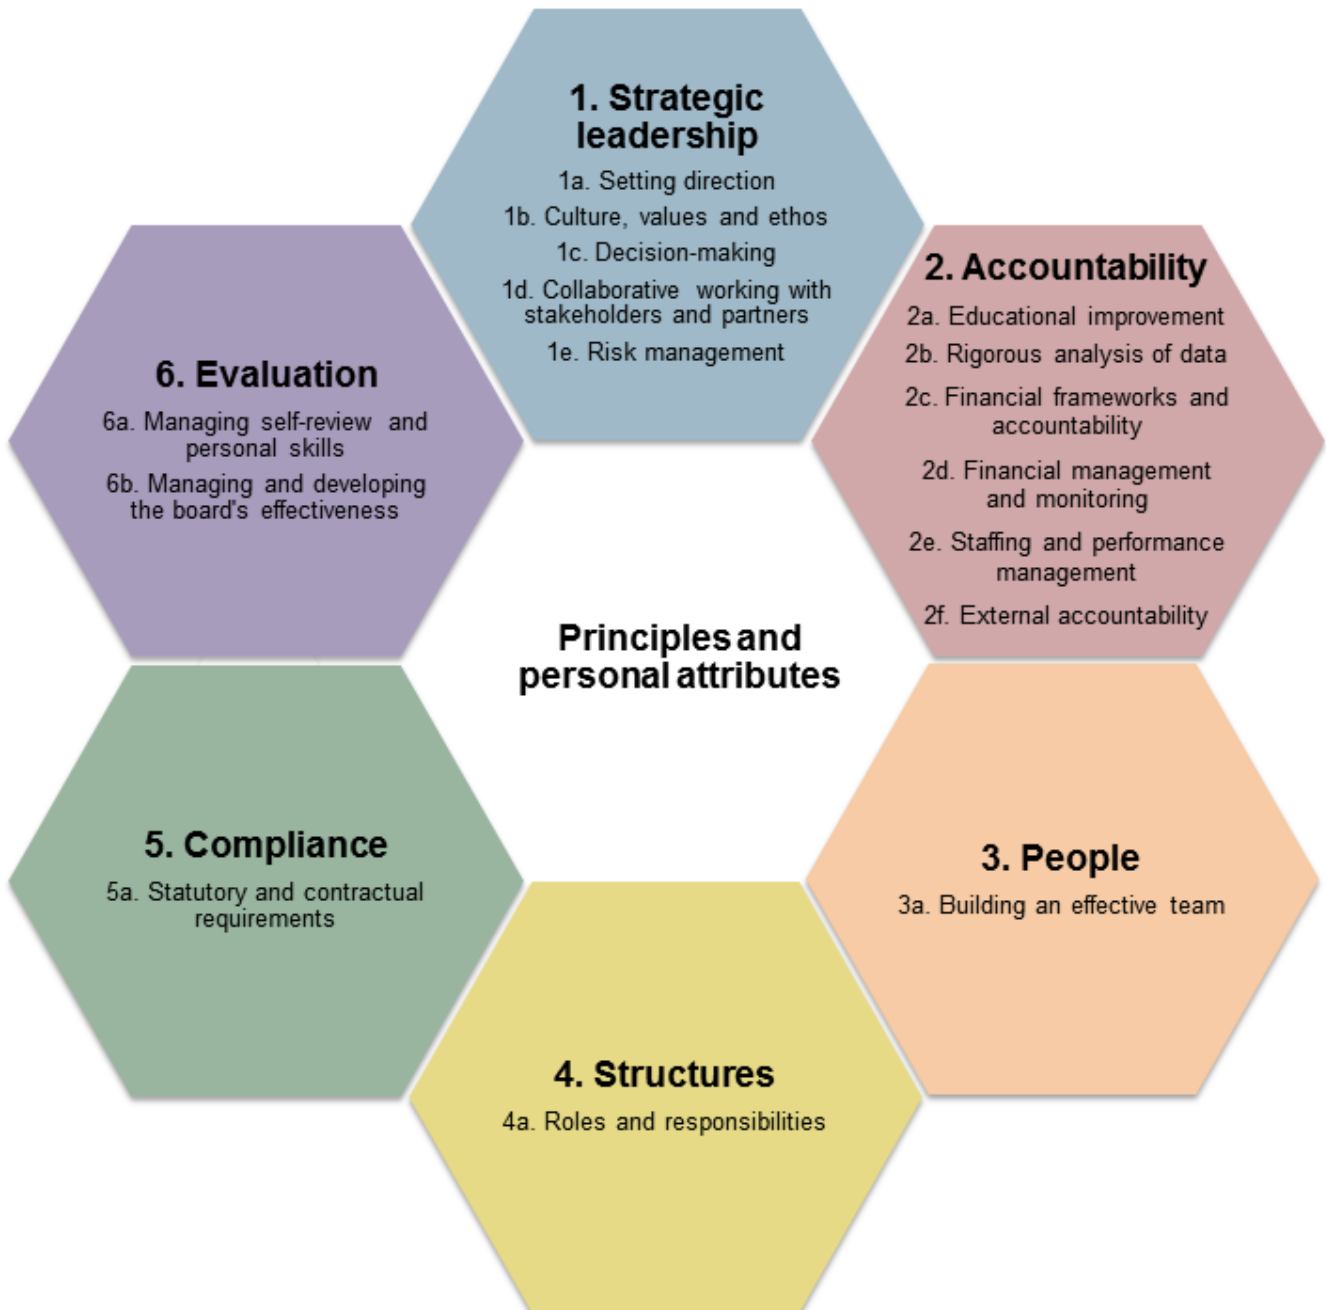 1. Strategic
leadership
1a. Setting direction
1b. Culture, values and ethos
1c. Decision-making
1d. Collaborative working with
stakeholders and partners
1e. Risk management
2. Accountability
2a. Educational improvement
2b. Rigorous analysis of data
2c. Financial frameworks and
accountability
2d. Financial management
and monitoring
2e. Staffing and performance
management
2f. External accountability
3. People
3a. Building an effective team
4. Structures
4a. Roles and responsibilities
5. Compliance
5a. Statutory and contractual
requirements
6. Evaluation
6a. Managing self-review and
personal skills
6b. Managing and developing
the board's effectiveness
Principles and
personal attributes